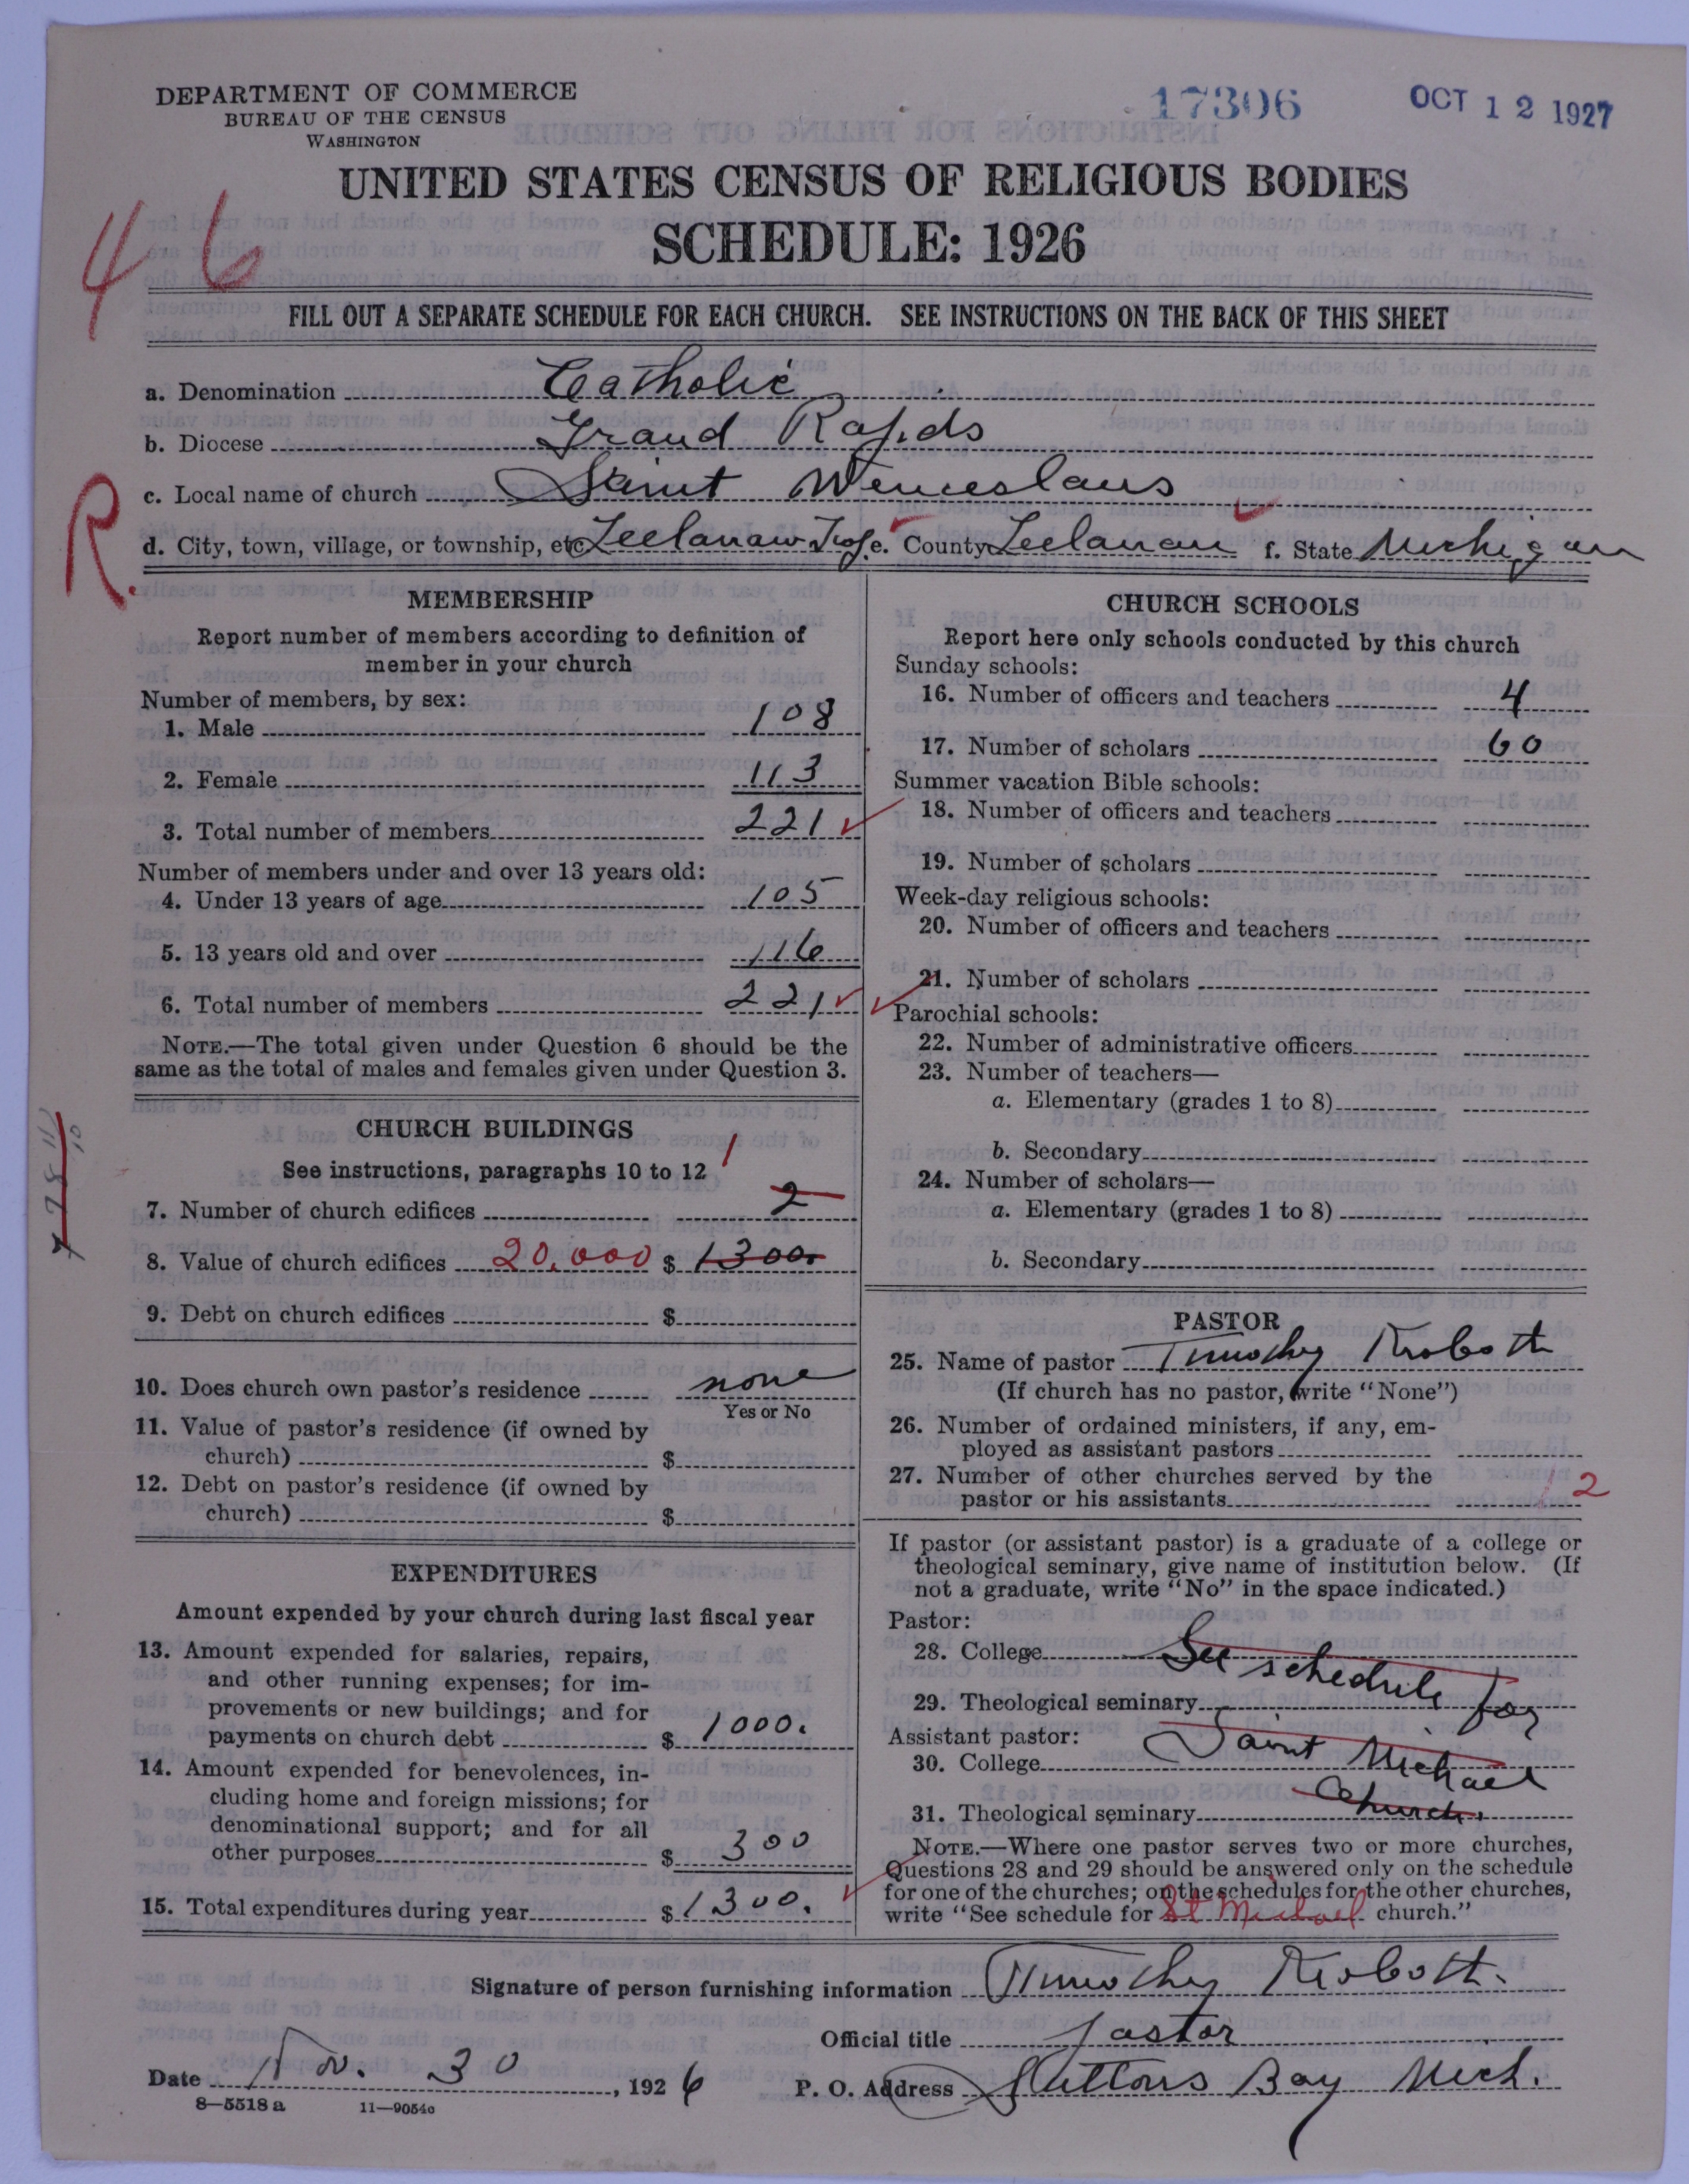 DEPARTMENT OF COMMERCE
BUREAU OF THE CENSUS
WASHINGTON
17306
OCT 12 1927
UNITED STATES CENSUS OF RELIGIOUS BODIES
SCHEDULE: 1926
46
FILL OUT A SEPARATE SCHEDULE FOR EACH CHURCH. SEE INSTRUCTIONS ON THE BACK OF THIS SHEET
a. Denomination Catholic
b. Diocese Grand Rapids
R.
c. Local name of church Saint Wenceslaus
d. City, town, village, or township, etc Leelanaw Twp. e. County Leelanau f. State Michigan
MEMBERSHIP
Report number of members according to definition of
member in your church
Number of members, by sex:
1. Male 108
2. Female 113
3. Total number of members 221
Number of members under and over 13 years old:
4. Under 13 years of age 105
5. 13 years old and over 116
6. Total number of members 221
NOTE.—The total given under Question 6 should be the
same as the total of males and females given under Question 3.
CHURCH BUILDINGS
See instructions, paragraphs 10 to 12
1
7. Number of church edifices 2
8. Value of church edifices 20,000 $ 1300.
9. Debt on church edifices $
10. Does church own pastor's residence none
Yes or No
11. Value of pastor's residence (if owned by
church) $
12. Debt on pastor's residence (if owned by
church) $
EXPENDITURES
Amount expended by your church during last fiscal year
13. Amount expended for salaries, repairs,
and other running expenses; for im-
provements or new buildings; and for
payments on church debt $ 1000.
14. Amount expended for benevolences, in-
cluding home and foreign missions; for
denominational support; and for all
other purposes $ 300
15. Total expenditures during year $ 1300.
CHURCH SCHOOLS
Report here only schools conducted by this church
Sunday schools:
16. Number of officers and teachers 4
17. Number of scholars 60
Summer vacation Bible schools:
18. Number of officers and teachers
19. Number of scholars
Week-day religious schools:
20. Number of officers and teachers
21. Number of scholars
Parochial schools:
22. Number of administrative officers
23. Number of teachers—
a. Elementary (grades 1 to 8)
b. Secondary
24. Number of scholars—
a. Elementary (grades 1 to 8)
b. Secondary
PASTOR
25. Name of pastor Timothy Kroboth
(If church has no pastor, write "None")
26. Number of ordained ministers, if any, em-
ployed as assistant pastors
27. Number of other churches served by the
pastor or his assistants 2
If pastor (or assistant pastor) is a graduate of a college or
theological seminary, give name of institution below. (If
not a graduate, write "No" in the space indicated.)
Pastor:
28. College See schedule for
29. Theological seminary
Assistant pastor: Saint Michael
30. College
Church.
31. Theological seminary
NOTE.—Where one pastor serves two or more churches,
Questions 28 and 29 should be answered only on the schedule
for one of the churches; on the schedules for the other churches,
write "See schedule for St Michael church."
Signature of person furnishing information Timothy Kroboth.
Official title Pastor
Date Nov. 30, 1926
P. O. Address Suttons Bay Mich.
8—5518 a 11—9054c